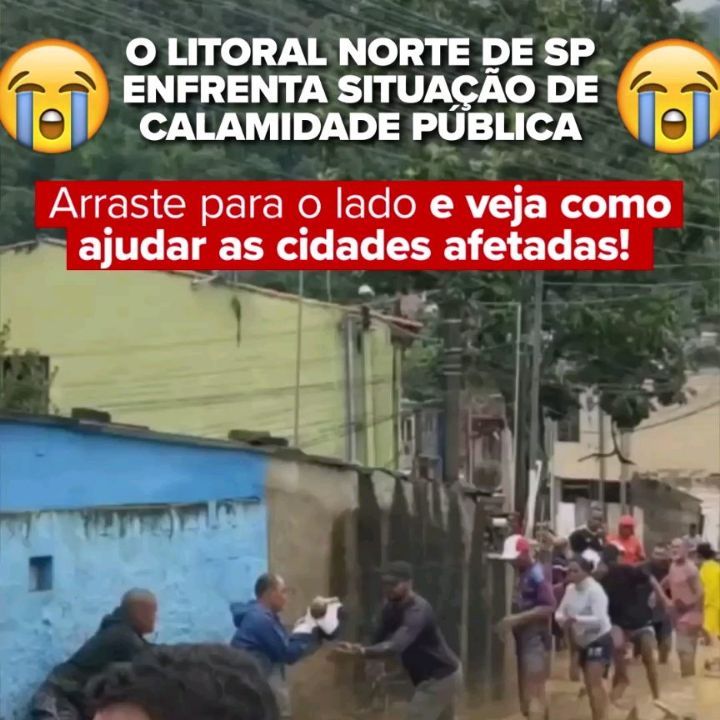 O LITORAL NORTE DE SP
ENFRENTA SITUAÇÃO DE
CALAMIDADE PÚBLICA
Arraste para o lado e veja como
ajudar as cidades afetadas!